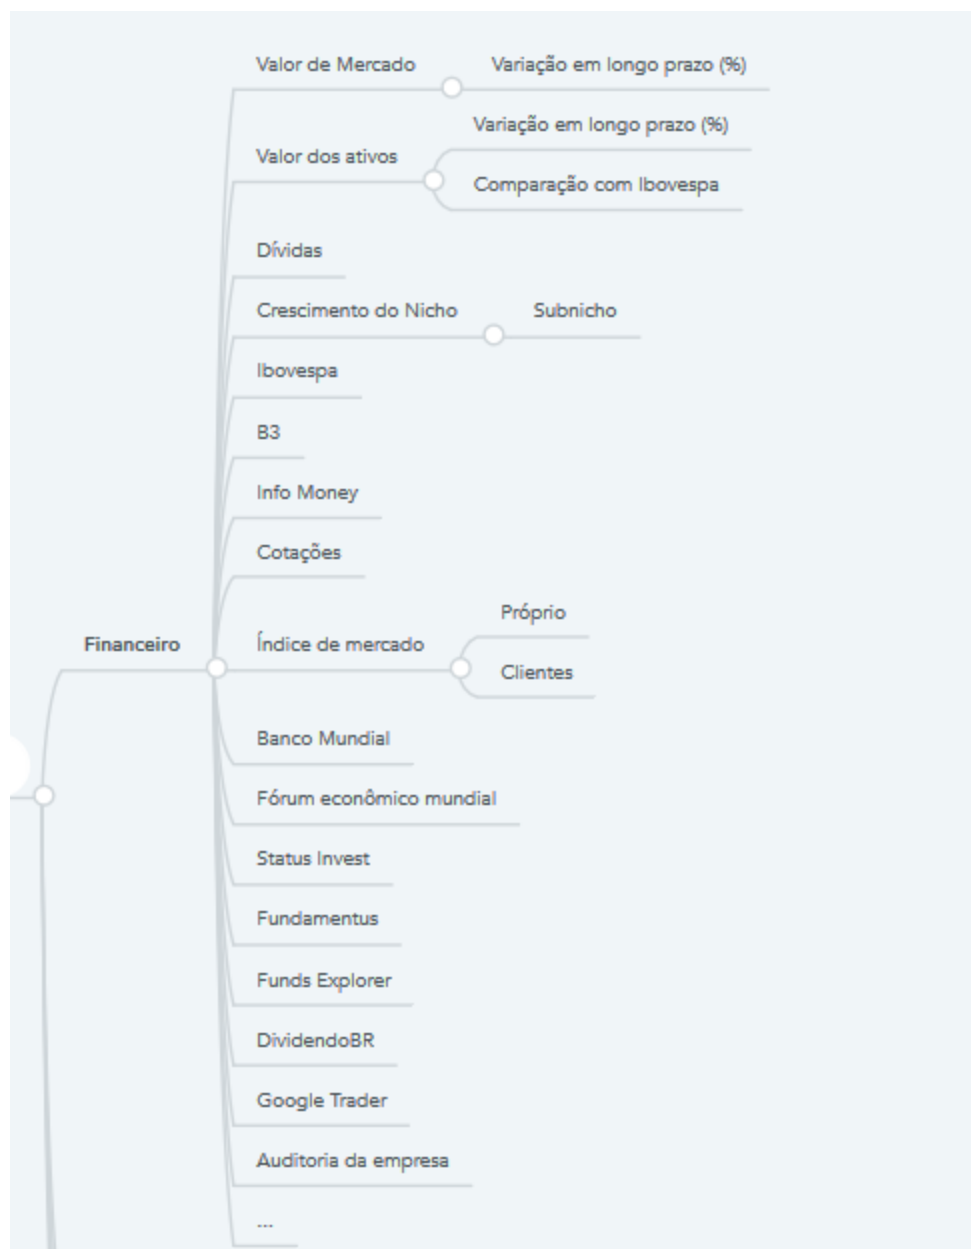 Valor de Mercado
Variação em longo prazo (%)
Valor dos ativos
Variação em longo prazo (%)
Comparação com Ibovespa
Dívidas
Crescimento do Nicho
Subnicho
Ibovespa
B3
Info Money
Cotações
Financeiro
Índice de mercado
Próprio
Clientes
Banco Mundial
Fórum econômico mundial
Status Invest
Fundamentus
Funds Explorer
DividendoBR
Google Trader
Auditoria da empresa
...